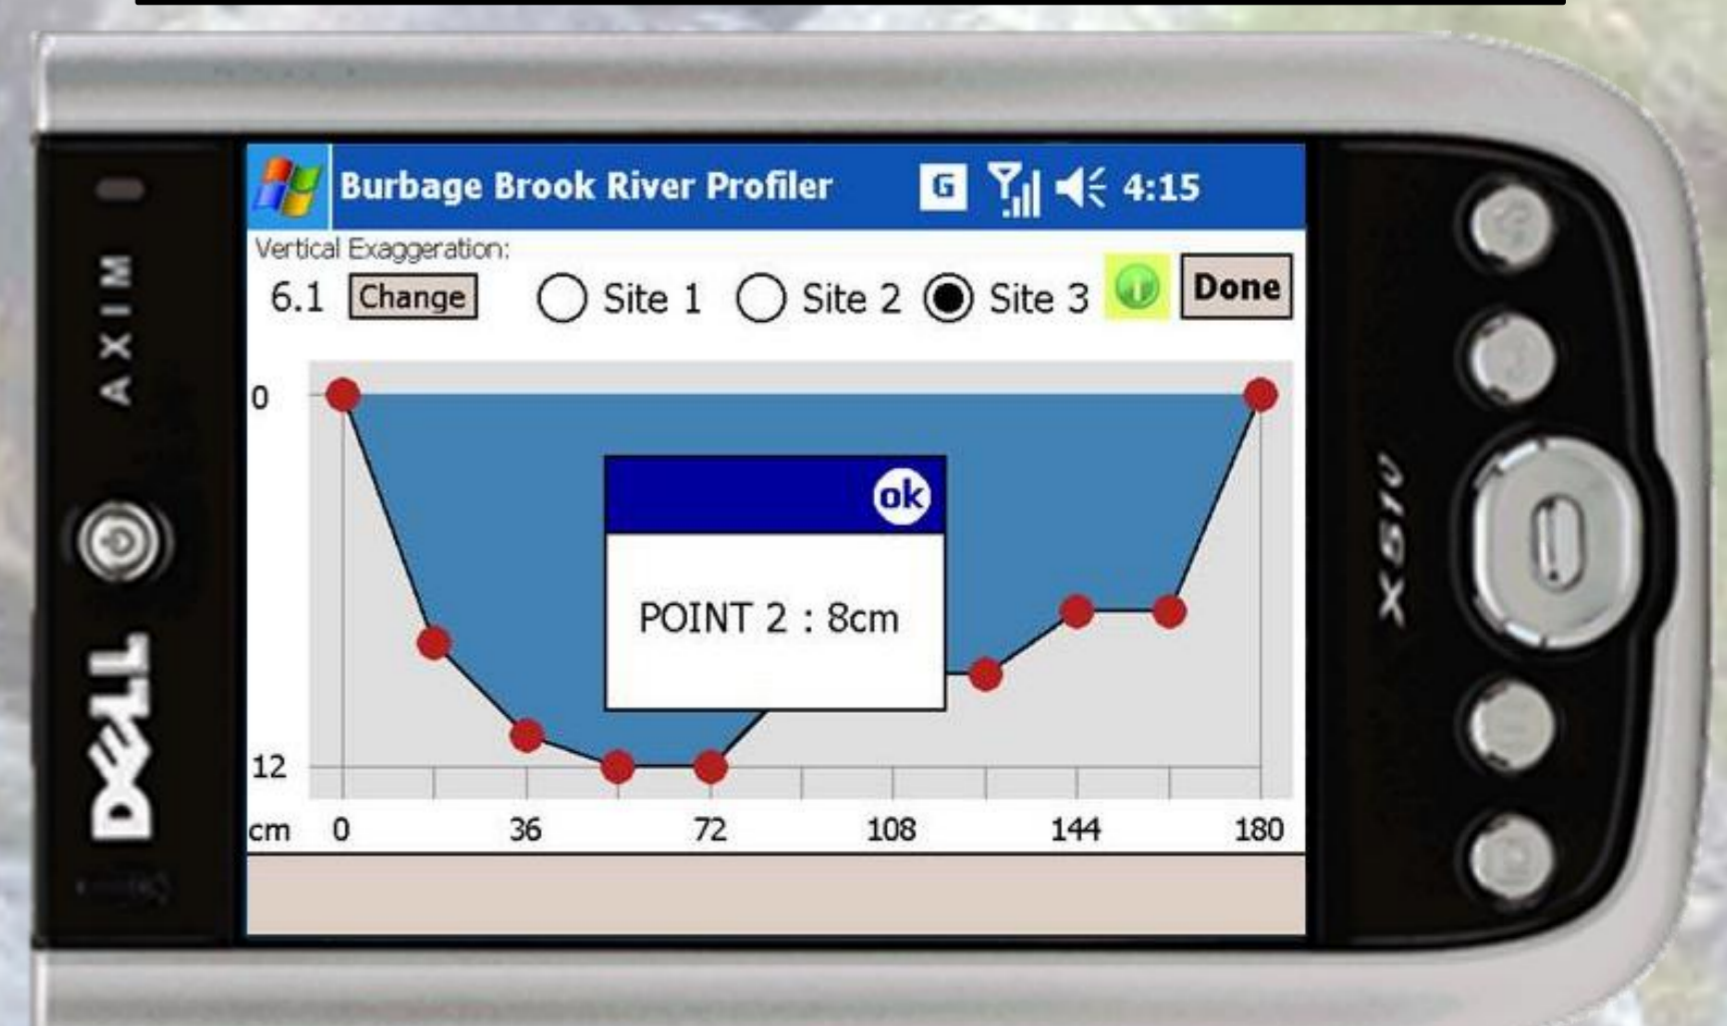 Burbage Brook River Profiler G 4:15
Vertical Exaggeration:
6.1 Change Site 1 Site 2 Site 3 Done
0
ok
POINT 2 : 8cm
12
cm 0 36 72 108 144 180
AXIM
DELL
X51v